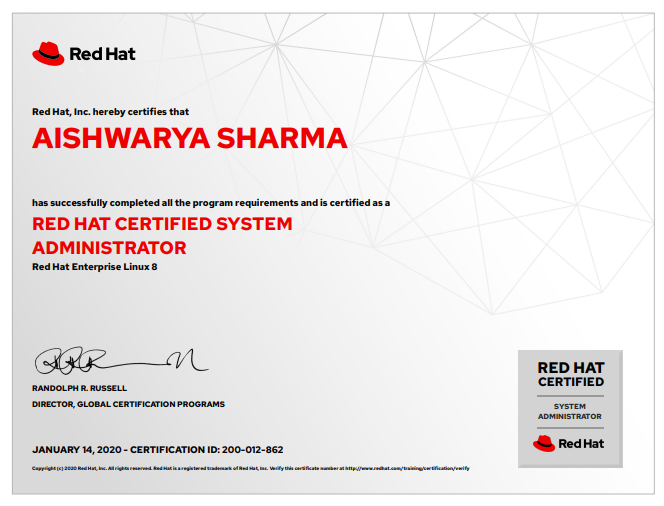 Red Hat
Red Hat, Inc. hereby certifies that
AISHWARYA SHARMA
has successfully completed all the program requirements and is certified as a
RED HAT CERTIFIED SYSTEM
ADMINISTRATOR
Red Hat Enterprise Linux 8
RANDOLPH R. RUSSELL
DIRECTOR, GLOBAL CERTIFICATION PROGRAMS
JANUARY 14, 2020 - CERTIFICATION ID: 200-012-862
Copyright (c) 2020 Red Hat, Inc. All rights reserved. Red Hat is a registered trademark of Red Hat, Inc. Verify this certificate number at http://www.redhat.com/training/certification/verify
RED HAT
CERTIFIED
SYSTEM
ADMINISTRATOR
Red Hat